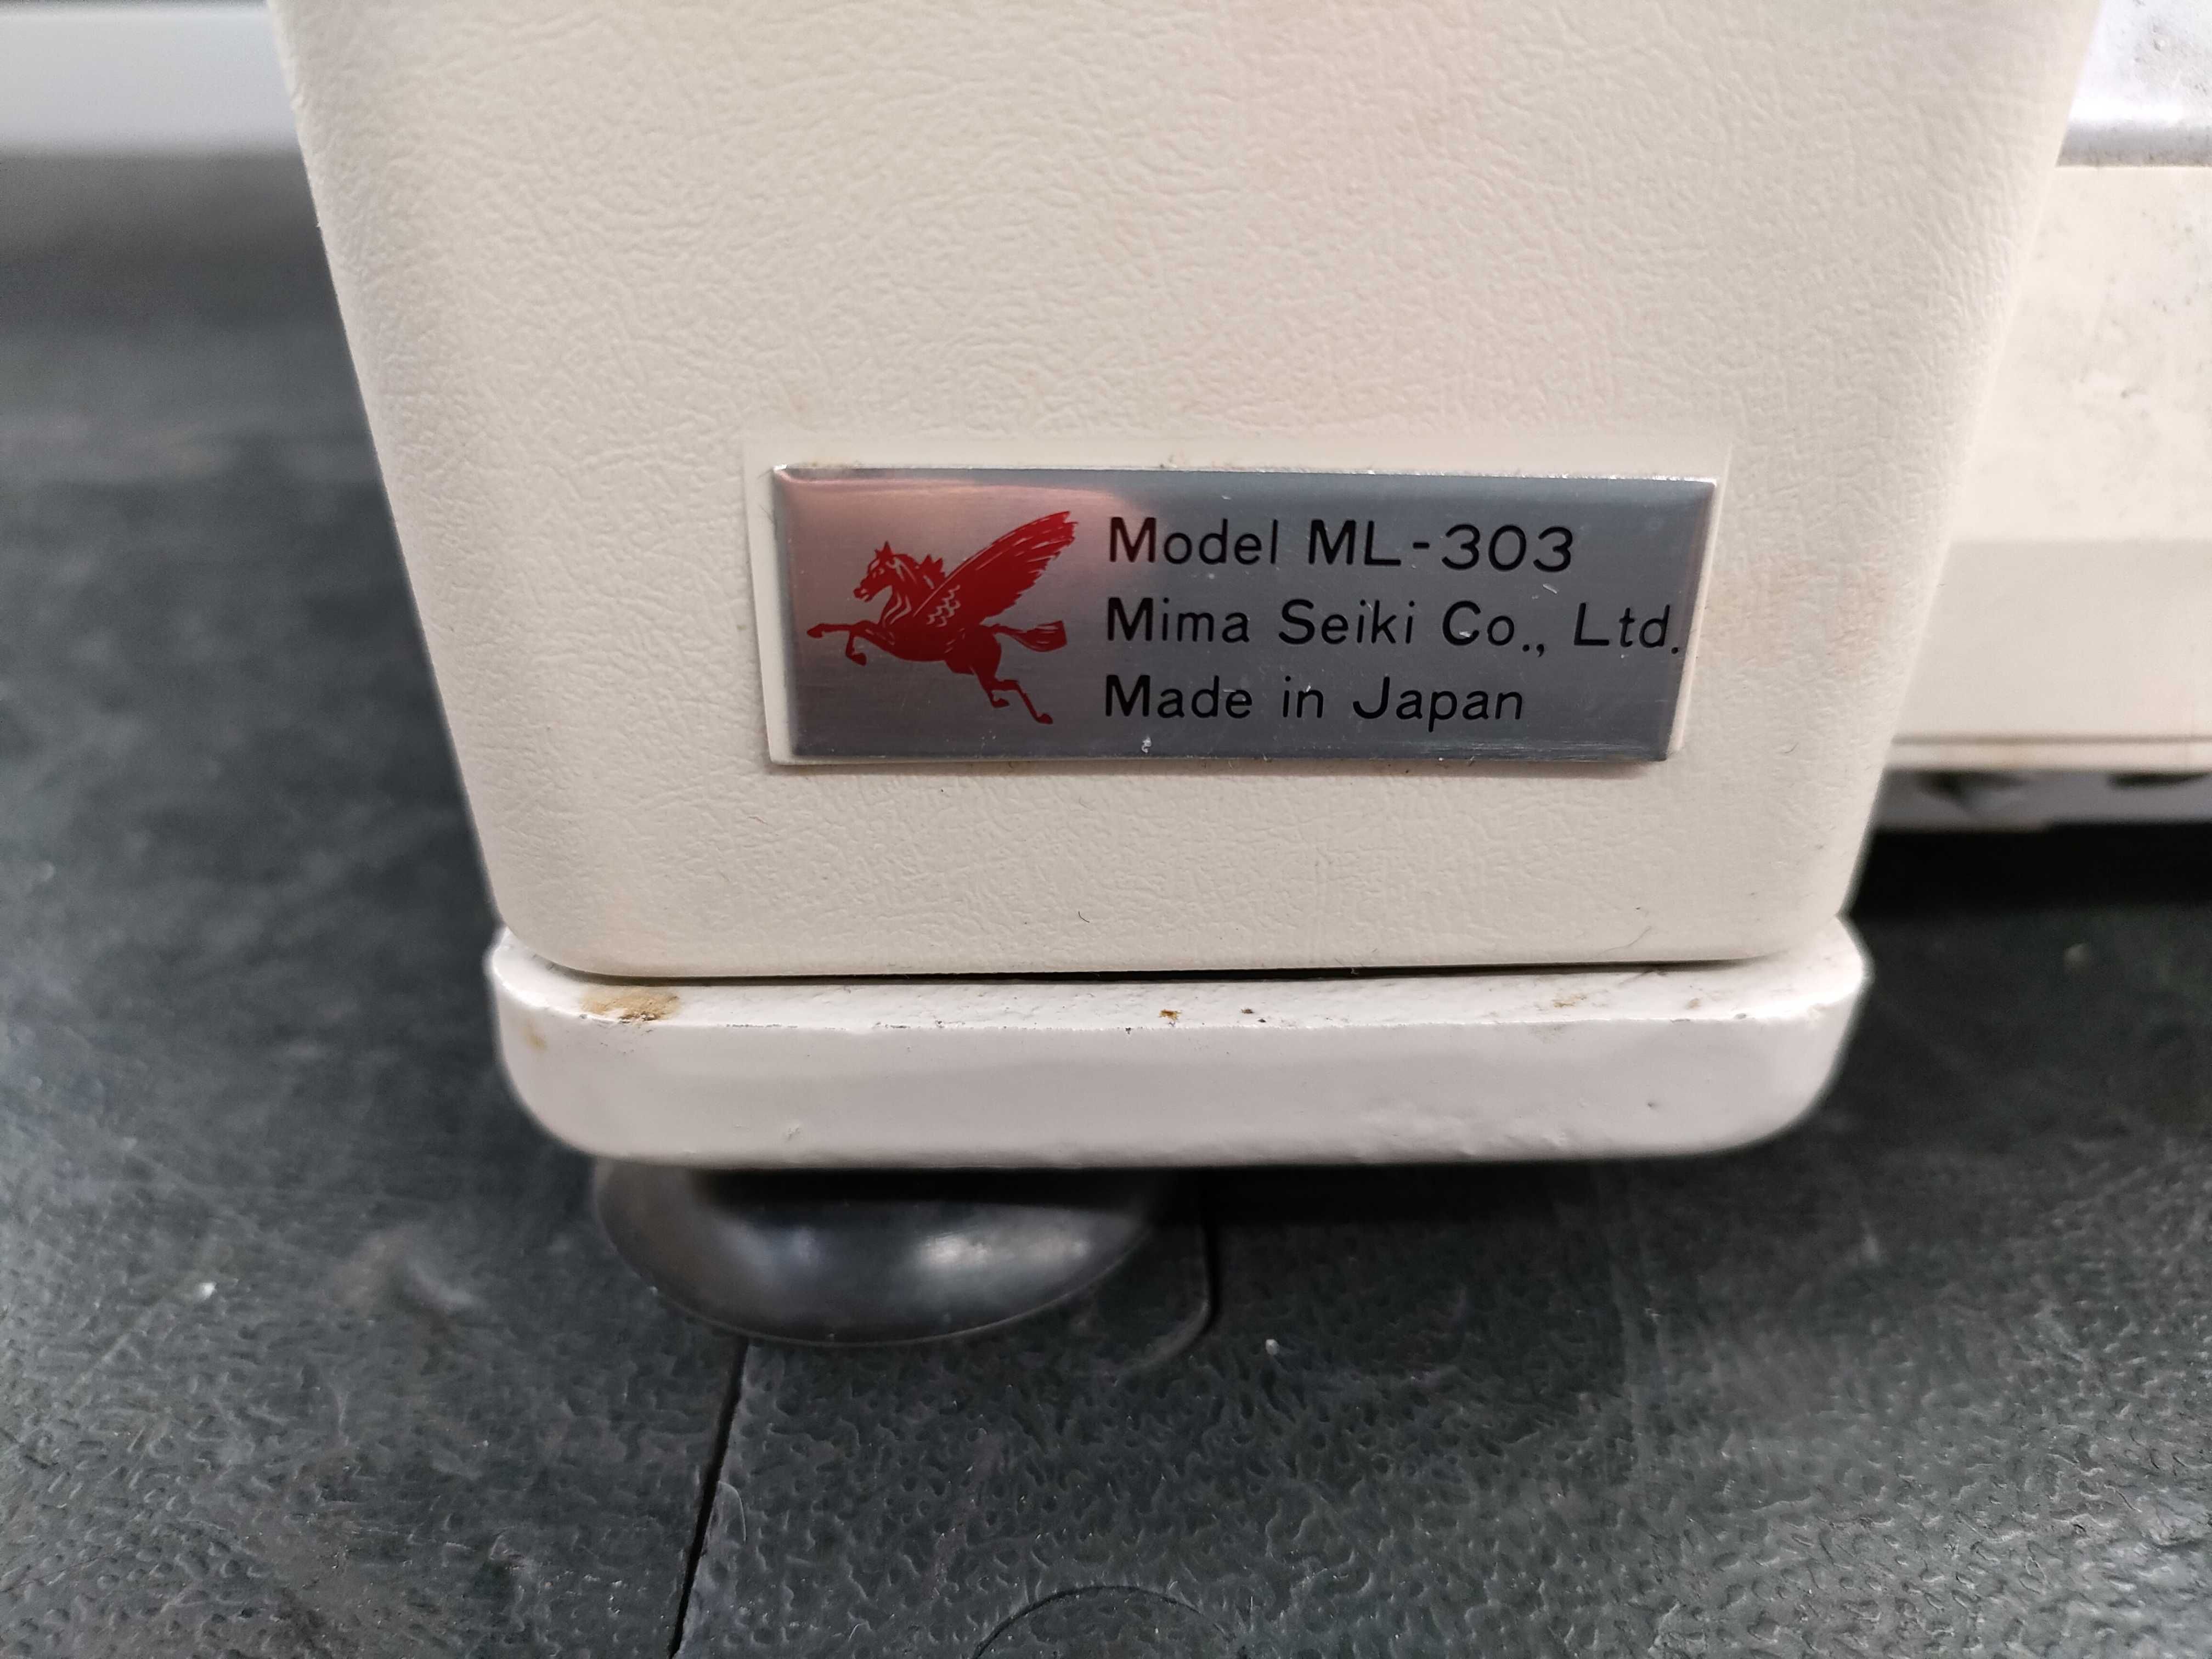 Model ML-303
Mima Seiki Co., Ltd.
Made in Japan